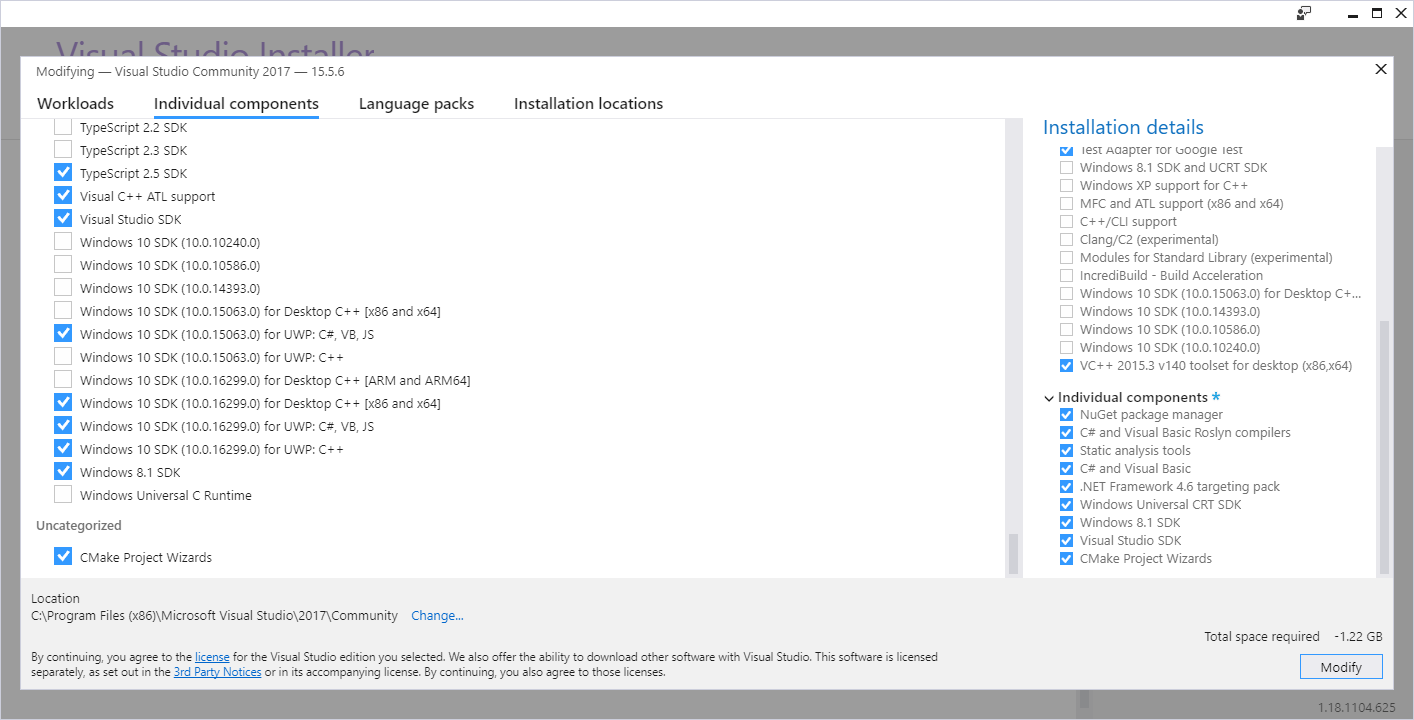 Visual Studio Installer
Modifying — Visual Studio Community 2017 — 15.5.6
Workloads
Individual components
Language packs
Installation locations
TypeScript 2.2 SDK
TypeScript 2.3 SDK
TypeScript 2.5 SDK
Visual C++ ATL support
Visual Studio SDK
Windows 10 SDK (10.0.10240.0)
Windows 10 SDK (10.0.10586.0)
Windows 10 SDK (10.0.14393.0)
Windows 10 SDK (10.0.15063.0) for Desktop C++ [x86 and x64]
Windows 10 SDK (10.0.15063.0) for UWP: C#, VB, JS
Windows 10 SDK (10.0.15063.0) for UWP: C++
Windows 10 SDK (10.0.16299.0) for Desktop C++ [ARM and ARM64]
Windows 10 SDK (10.0.16299.0) for Desktop C++ [x86 and x64]
Windows 10 SDK (10.0.16299.0) for UWP: C#, VB, JS
Windows 10 SDK (10.0.16299.0) for UWP: C++
Windows 8.1 SDK
Windows Universal C Runtime
Uncategorized
CMake Project Wizards
Installation details
Test Adapter for Google Test
Windows 8.1 SDK and UCRT SDK
Windows XP support for C++
MFC and ATL support (x86 and x64)
C++/CLI support
Clang/C2 (experimental)
Modules for Standard Library (experimental)
IncrediBuild - Build Acceleration
Windows 10 SDK (10.0.15063.0) for Desktop C+...
Windows 10 SDK (10.0.14393.0)
Windows 10 SDK (10.0.10586.0)
Windows 10 SDK (10.0.10240.0)
VC++ 2015.3 v140 toolset for desktop (x86,x64)
Individual components *
NuGet package manager
C# and Visual Basic Roslyn compilers
Static analysis tools
C# and Visual Basic
.NET Framework 4.6 targeting pack
Windows Universal CRT SDK
Windows 8.1 SDK
Visual Studio SDK
CMake Project Wizards
Location
C:\Program Files (x86)\Microsoft Visual Studio\2017\Community Change...
Total space required -1.22 GB
By continuing, you agree to the license for the Visual Studio edition you selected. We also offer the ability to download other software with Visual Studio. This software is licensed
separately, as set out in the 3rd Party Notices or in its accompanying license. By continuing, you also agree to those licenses.
Modify
1.18.1104.625